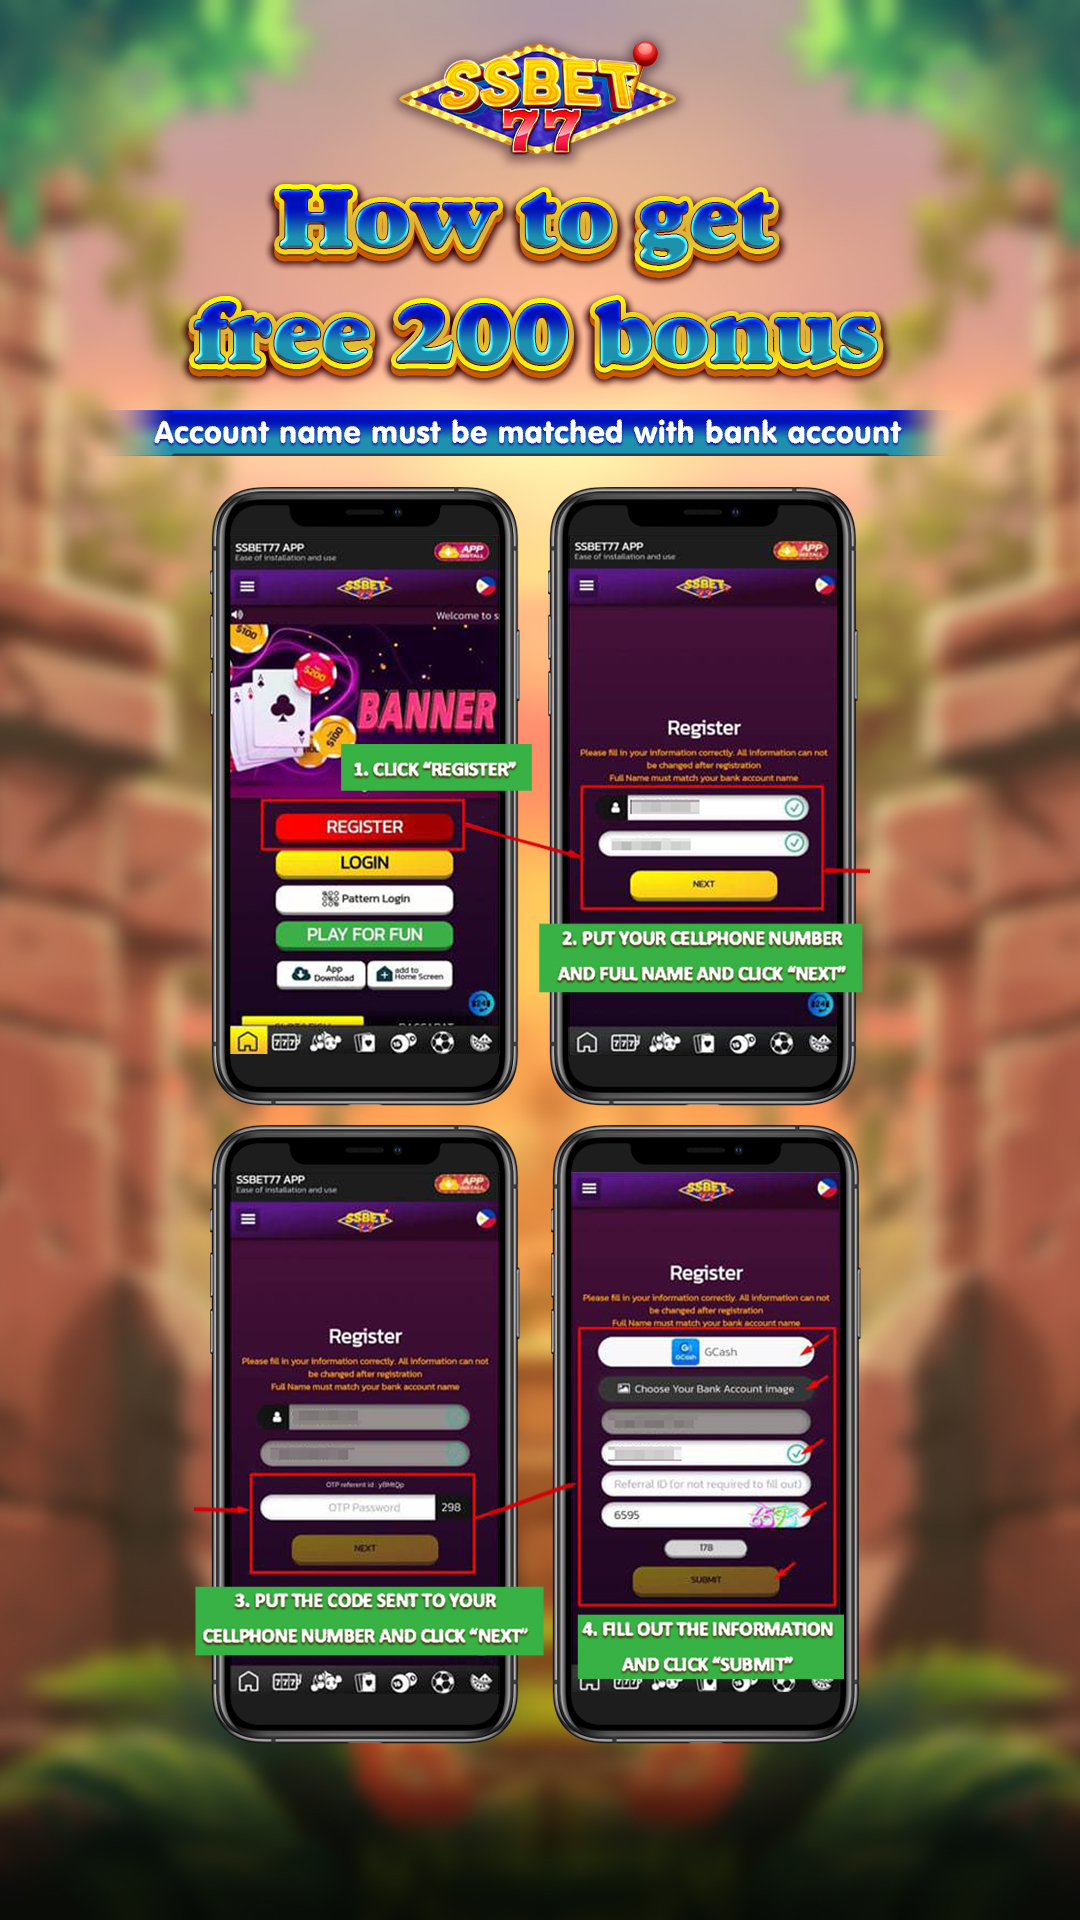 SSBET
77
How to get
free 200 bonus
Account name must be matched with bank account
SSBET77 APP
Ease of installation and use
APP
INSTALL
SSBET
77
Welcome to s
$100
$200
$100
BANNER
1. CLICK “REGISTER”
REGISTER
LOGIN
Pattern Login
PLAY FOR FUN
App
Download
add to
Home Screen
SSBET77 APP
Ease of installation and use
APP
INSTALL
SSBET
77
Register
Please fill in your information correctly. All information can not
be changed after registration
Full Name must match your bank account name
NEXT
2. PUT YOUR CELLPHONE NUMBER
AND FULL NAME AND CLICK “NEXT”
SSBET77 APP
Ease of installation and use
APP
INSTALL
SSBET
77
Register
Please fill in your information correctly. All information can not
be changed after registration
Full Name must match your bank account name
OTP referent id : yBMtQp
OTP Password
298
NEXT
3. PUT THE CODE SENT TO YOUR
CELLPHONE NUMBER AND CLICK “NEXT”
SSBET
77
Register
Please fill in your information correctly. All information can not
be changed after registration
Full Name must match your bank account name
GCash
GCash
Choose Your Bank Account image
Referral ID (or not required to fill out)
6595
178
SUBMIT
4. FILL OUT THE INFORMATION
AND CLICK “SUBMIT”